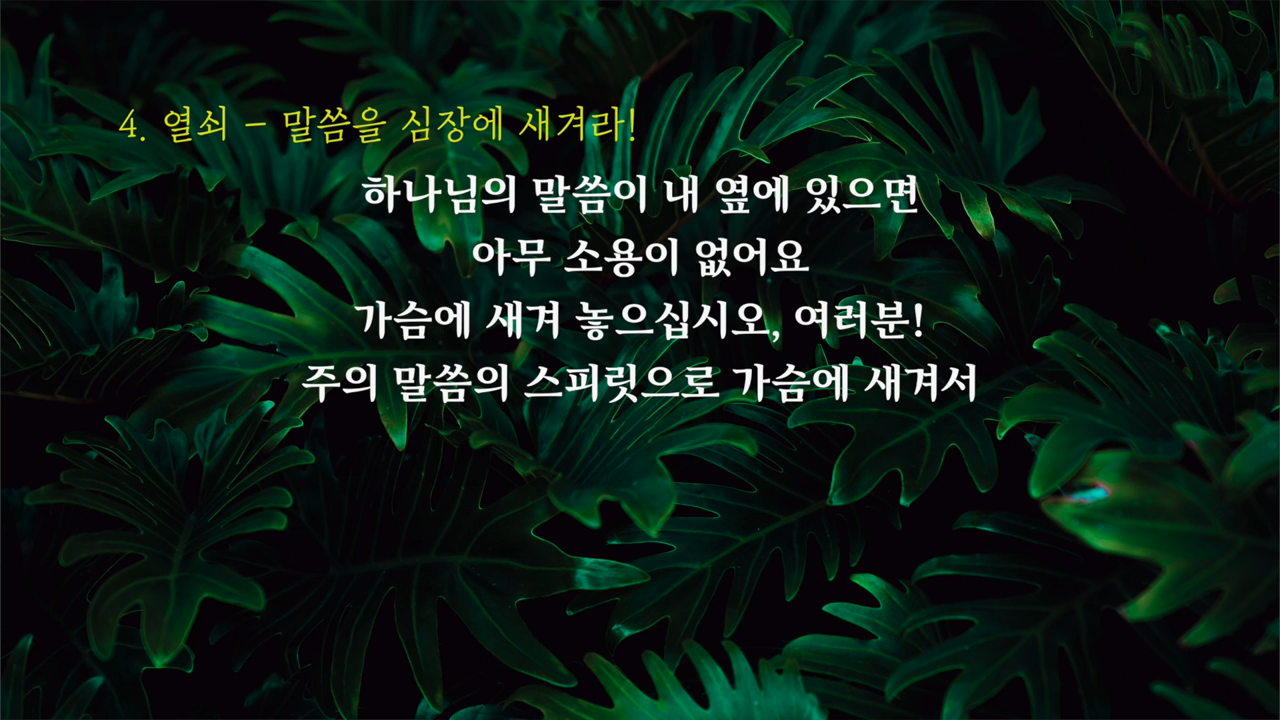 4. 열쇠 - 말씀을 심장에 새겨라!
하나님의 말씀이 내 옆에 있으면
아무 소용이 없어요
가슴에 새겨 놓으십시오, 여러분!
주의 말씀의 스피릿으로 가슴에 새겨서